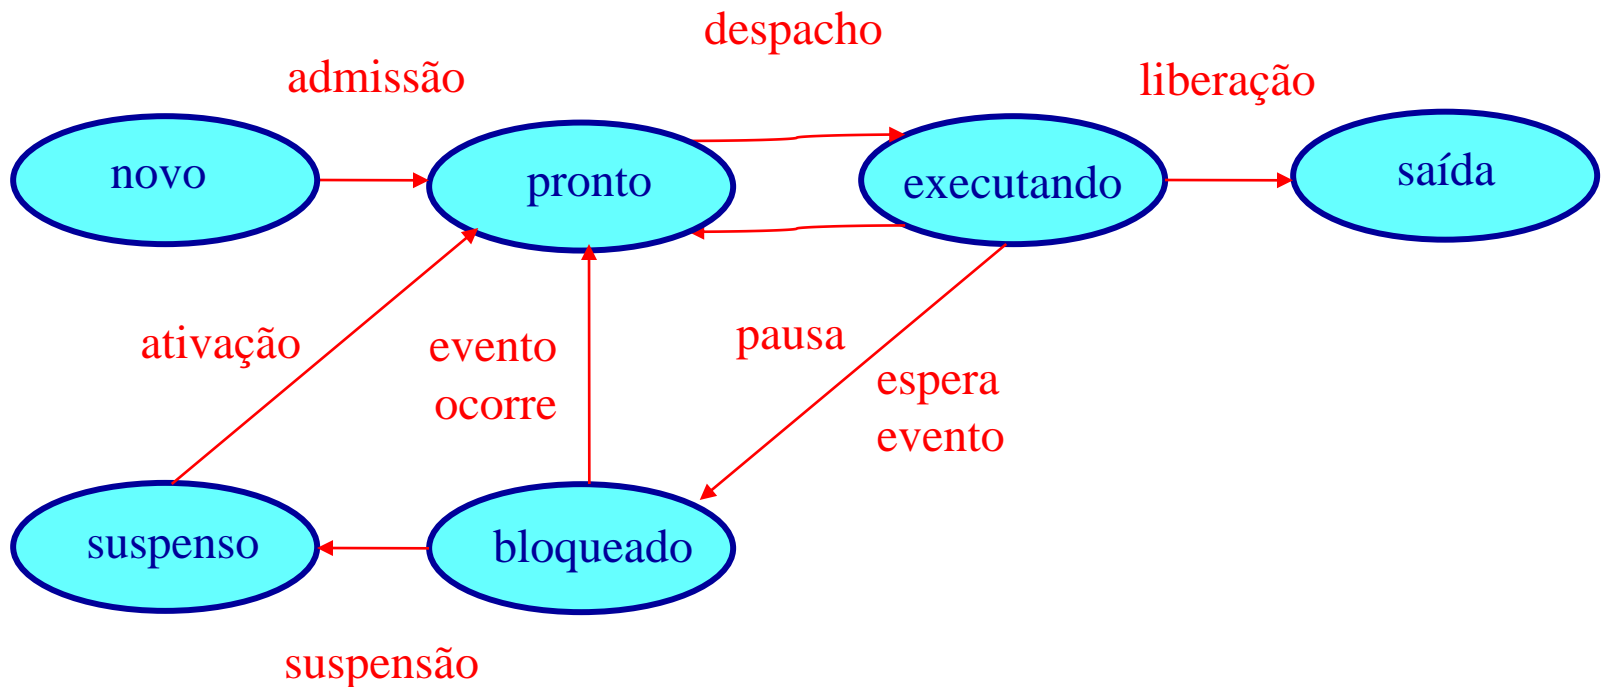 despacho
admissão
liberação
novo
pronto
executando
saída
ativação
evento
ocorre
pausa
espera
evento
suspenso
bloqueado
suspensão